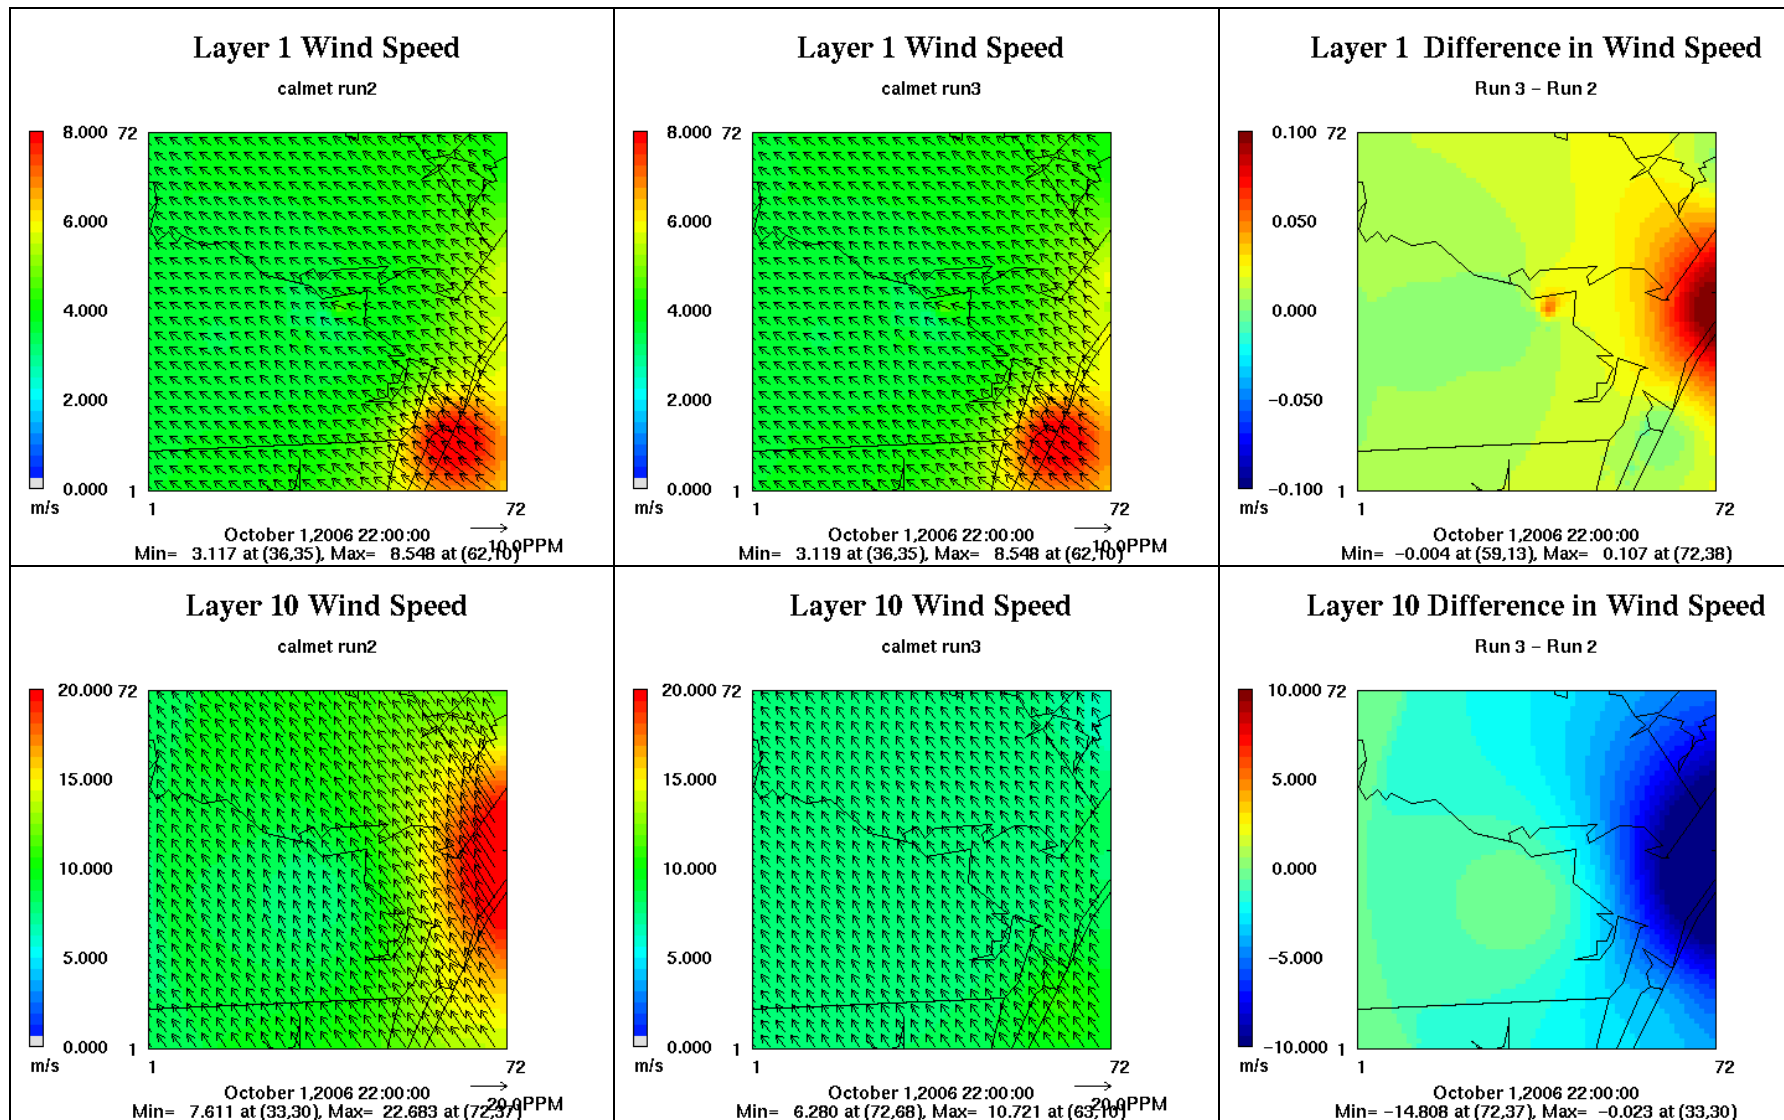 Layer 1 Wind Speed
calmet run2
8.000
72
6.000
4.000
2.000
0.000
1
m/s
1
72
October 1,2006 22:00:00
10.0PPM
Min= 3.117 at (36,35), Max= 8.548 at (62,10)
Layer 1 Wind Speed
calmet run3
8.000
72
6.000
4.000
2.000
0.000
1
m/s
1
72
October 1,2006 22:00:00
10.0PPM
Min= 3.119 at (36,35), Max= 8.548 at (62,10)
Layer 1 Difference in Wind Speed
Run 3 − Run 2
0.100
72
0.050
0.000
−0.050
−0.100
1
m/s
1
72
October 1,2006 22:00:00
Min= −0.004 at (59,13), Max= 0.107 at (72,38)
Layer 10 Wind Speed
calmet run2
20.000
72
15.000
10.000
5.000
0.000
1
m/s
1
72
October 1,2006 22:00:00
20.0PPM
Min= 7.611 at (33,30), Max= 22.683 at (72,37)
Layer 10 Wind Speed
calmet run3
20.000
72
15.000
10.000
5.000
0.000
1
m/s
1
72
October 1,2006 22:00:00
20.0PPM
Min= 6.280 at (72,68), Max= 10.721 at (63,10)
Layer 10 Difference in Wind Speed
Run 3 − Run 2
10.000
72
5.000
0.000
−5.000
−10.000
1
m/s
1
72
October 1,2006 22:00:00
Min= −14.808 at (72,37), Max= −0.023 at (33,30)